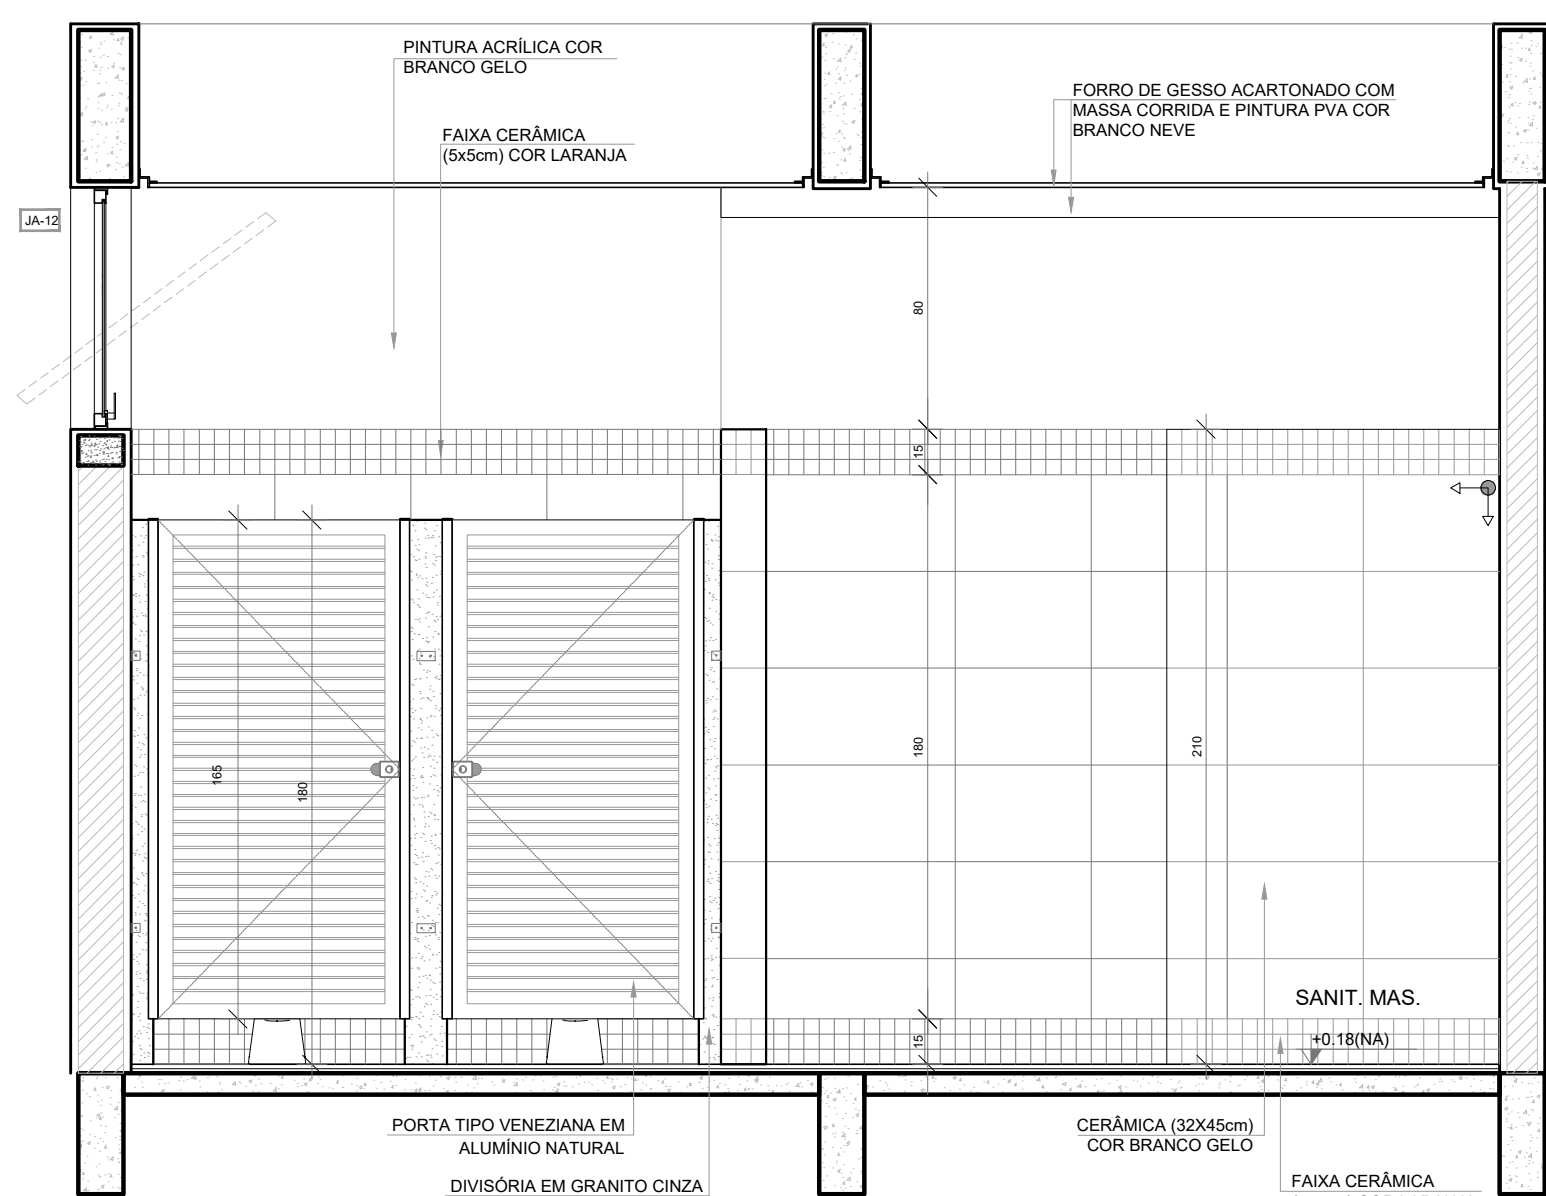 PINTURA ACRÍLICA COR
BRANCO GELO
FORRO DE GESSO ACARTONADO COM
MASSA CORRIDA E PINTURA PVA COR
BRANCO NEVE
FAIXA CERÂMICA
(5x5cm) COR LARANJA
JA-12
80
15
165
180
180
210
SANIT. MAS.
+0.18(NA)
15
PORTA TIPO VENEZIANA EM
ALUMÍNIO NATURAL
CERÂMICA (32X45cm)
COR BRANCO GELO
DIVISÓRIA EM GRANITO CINZA
FAIXA CERÂMICA